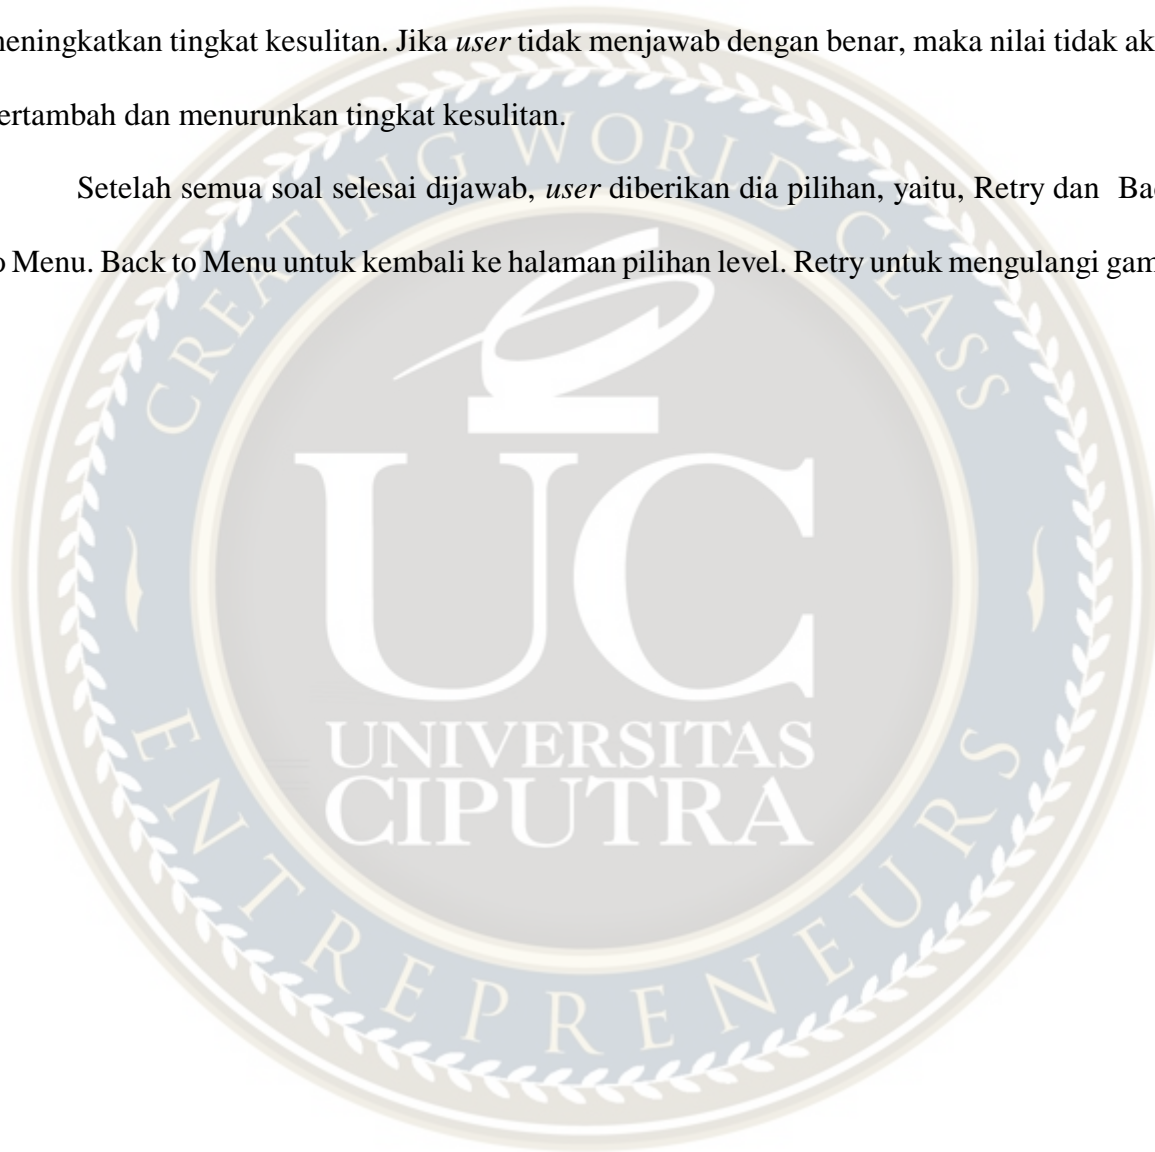 eningkatkan tingkat kesulitan. Jika user tidak menjawab dengan benar, maka nilai tidak ak
ertambah dan menurunkan tingkat kesulitan.
Setelah semua soal selesai dijawab, user diberikan dia pilihan, yaitu, Retry dan Ba
o Menu. Back to Menu untuk kembali ke halaman pilihan level. Retry untuk mengulangi gam
CREATING WORLD CLASS
UC
UNIVERSITAS
CIPUTRA
ENTREPRENEURS